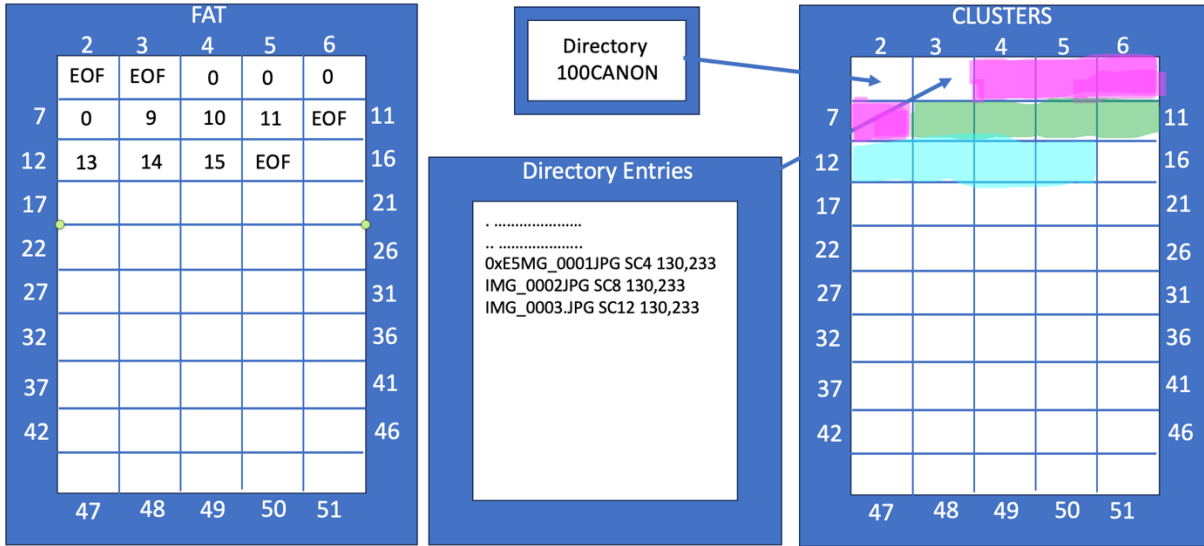 FAT
2 3 4 5 6
EOF EOF 0 0 0
7 0 9 10 11 EOF 11
12 13 14 15 EOF 16
17 21
22 26
27 31
32 36
37 41
42 46
47 48 49 50 51
Directory
100CANON
Directory Entries
. .....................
.. ....................
0xE5MG_0001JPG SC4 130,233
IMG_0002JPG SC8 130,233
IMG_0003.JPG SC12 130,233
CLUSTERS
2 3 4 5 6
7 11
12 16
17 21
22 26
27 31
32 36
37 41
42 46
47 48 49 50 51